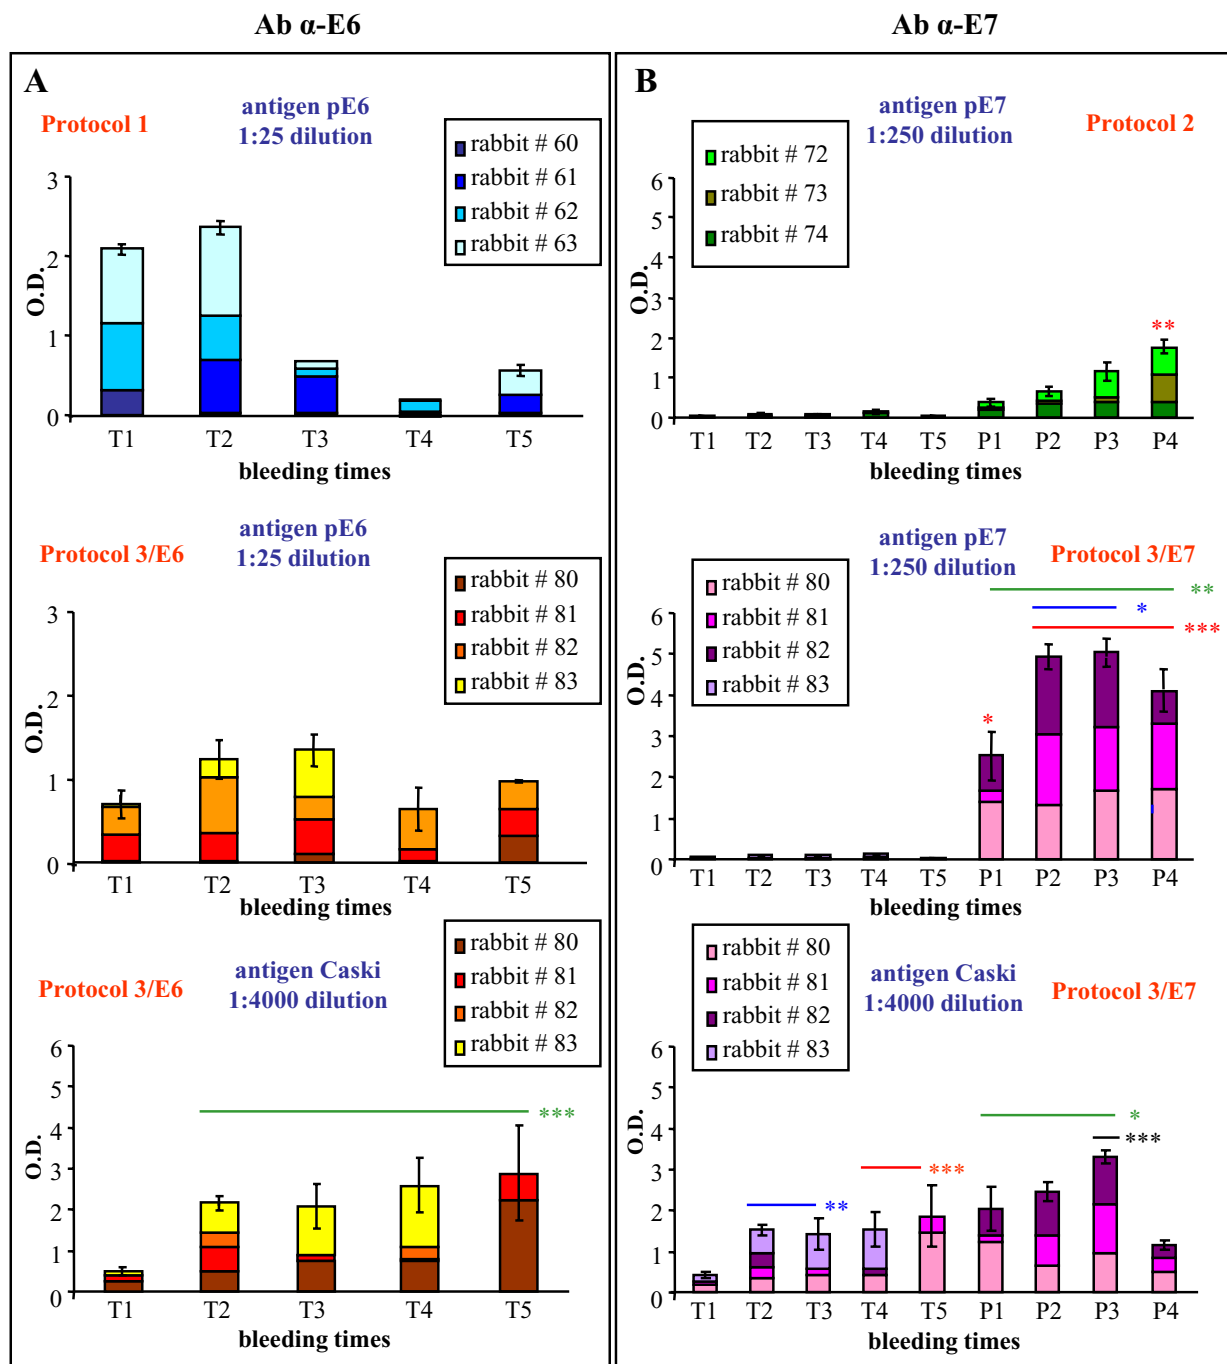 Ab α-E6
A
Protocol 1
antigen pE6
1:25 dilution
rabbit # 60
rabbit # 61
rabbit # 62
rabbit # 63
O.D.
3
2
1
0
T1 T2 T3 T4 T5
bleeding times
Protocol 3/E6
antigen pE6
1:25 dilution
rabbit # 80
rabbit # 81
rabbit # 82
rabbit # 83
O.D.
3
2
1
0
T1 T2 T3 T4 T5
bleeding times
Protocol 3/E6
antigen Caski
1:4000 dilution
rabbit # 80
rabbit # 81
rabbit # 82
rabbit # 83
O.D.
6
5
4
3
2
1
0
***
T1 T2 T3 T4 T5
bleeding times
Ab α-E7
B
antigen pE7
1:250 dilution
Protocol 2
rabbit # 72
rabbit # 73
rabbit # 74
O.D.
6
5
4
3
2
1
0
**
T1 T2 T3 T4 T5 P1 P2 P3 P4
bleeding times
antigen pE7
1:250 dilution
Protocol 3/E7
rabbit # 80
rabbit # 81
rabbit # 82
rabbit # 83
O.D.
6
5
4
3
2
1
0
**
*
***
*
T1 T2 T3 T4 T5 P1 P2 P3 P4
bleeding times
antigen Caski
1:4000 dilution
Protocol 3/E7
rabbit # 80
rabbit # 81
rabbit # 82
rabbit # 83
O.D.
6
5
4
3
2
1
0
*
***
***
**
T1 T2 T3 T4 T5 P1 P2 P3 P4
bleeding times